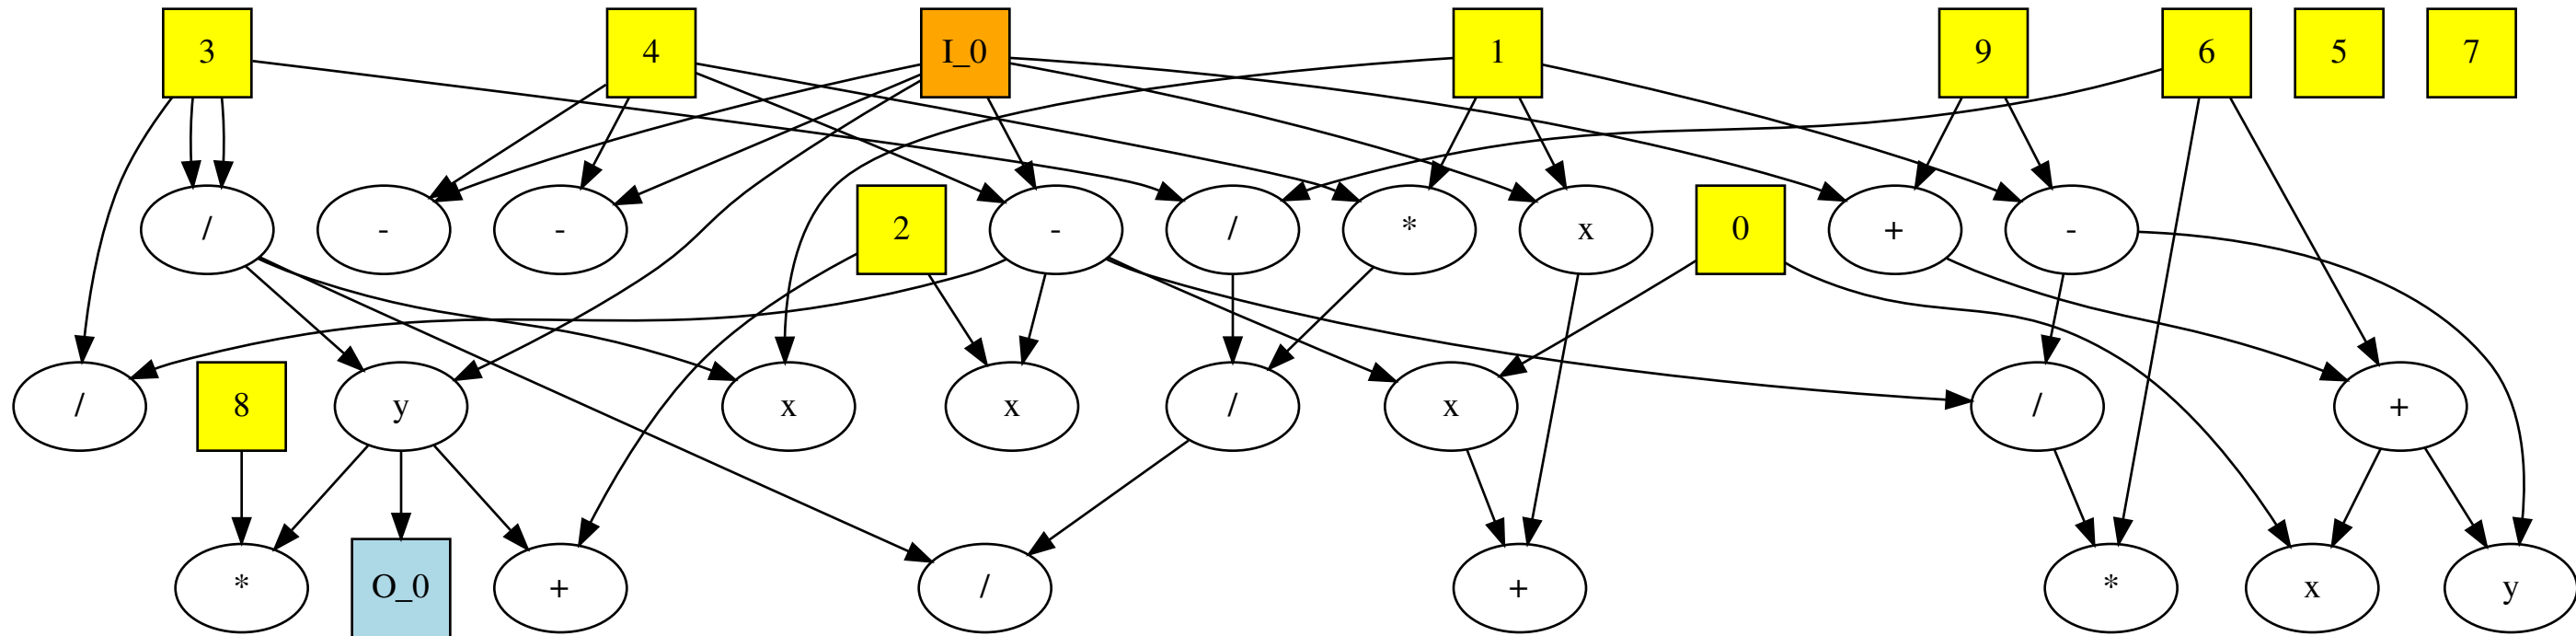 3 4 I_0 1 9 6 5 7
/ - - 2 - / * x 0 + -
/ 8 y x x / x / +
* O_0 + / + * x y